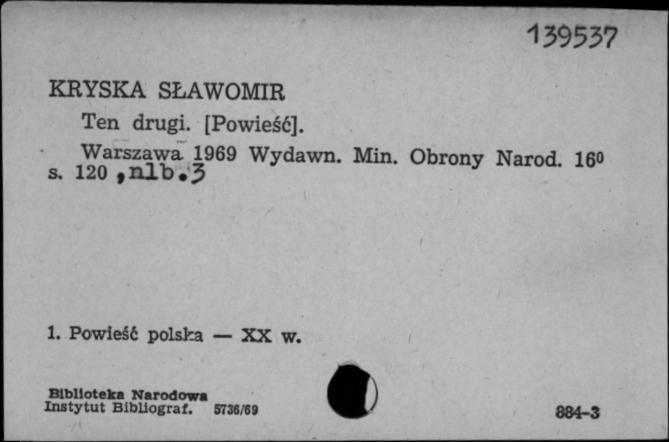 139537
KRYSKA SŁAWOMIR
Ten drugi. [Powieść].
Warszawa 1969 Wydawn. Min. Obrony Narod. 16⁰
s. 120 , nlb. 3
1. Powieść polska — XX w.
Biblioteka Narodowa
Instytut Bibliograf. 5736/69
884-3